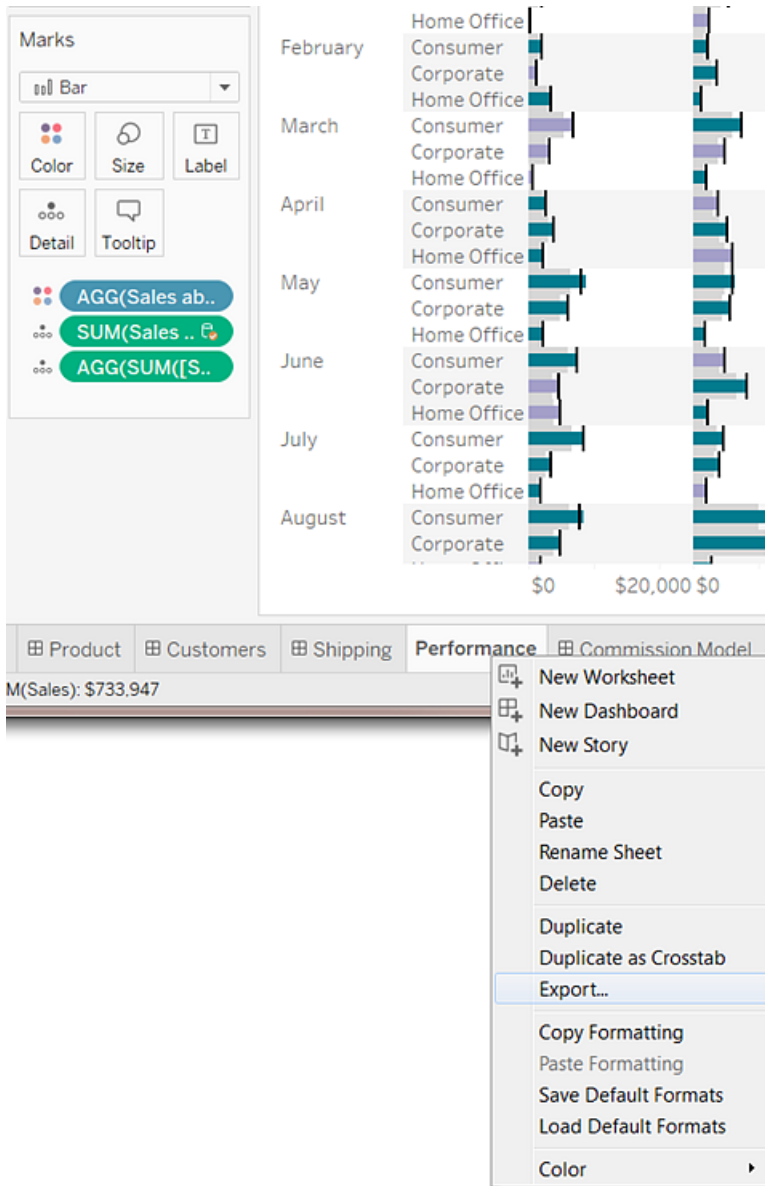 Marks
Bar
Color Size Label
Detail Tooltip
AGG(Sales ab..
SUM(Sales ..
AGG(SUM([S..
Home Office
February Consumer
Corporate
Home Office
March Consumer
Corporate
Home Office
April Consumer
Corporate
Home Office
May Consumer
Corporate
Home Office
June Consumer
Corporate
Home Office
July Consumer
Corporate
Home Office
August Consumer
Corporate
$0 $20,000 $0
Product Customers Shipping Performance Commission Model
M(Sales): $733,947
New Worksheet
New Dashboard
New Story
Copy
Paste
Rename Sheet
Delete
Duplicate
Duplicate as Crosstab
Export...
Copy Formatting
Paste Formatting
Save Default Formats
Load Default Formats
Color